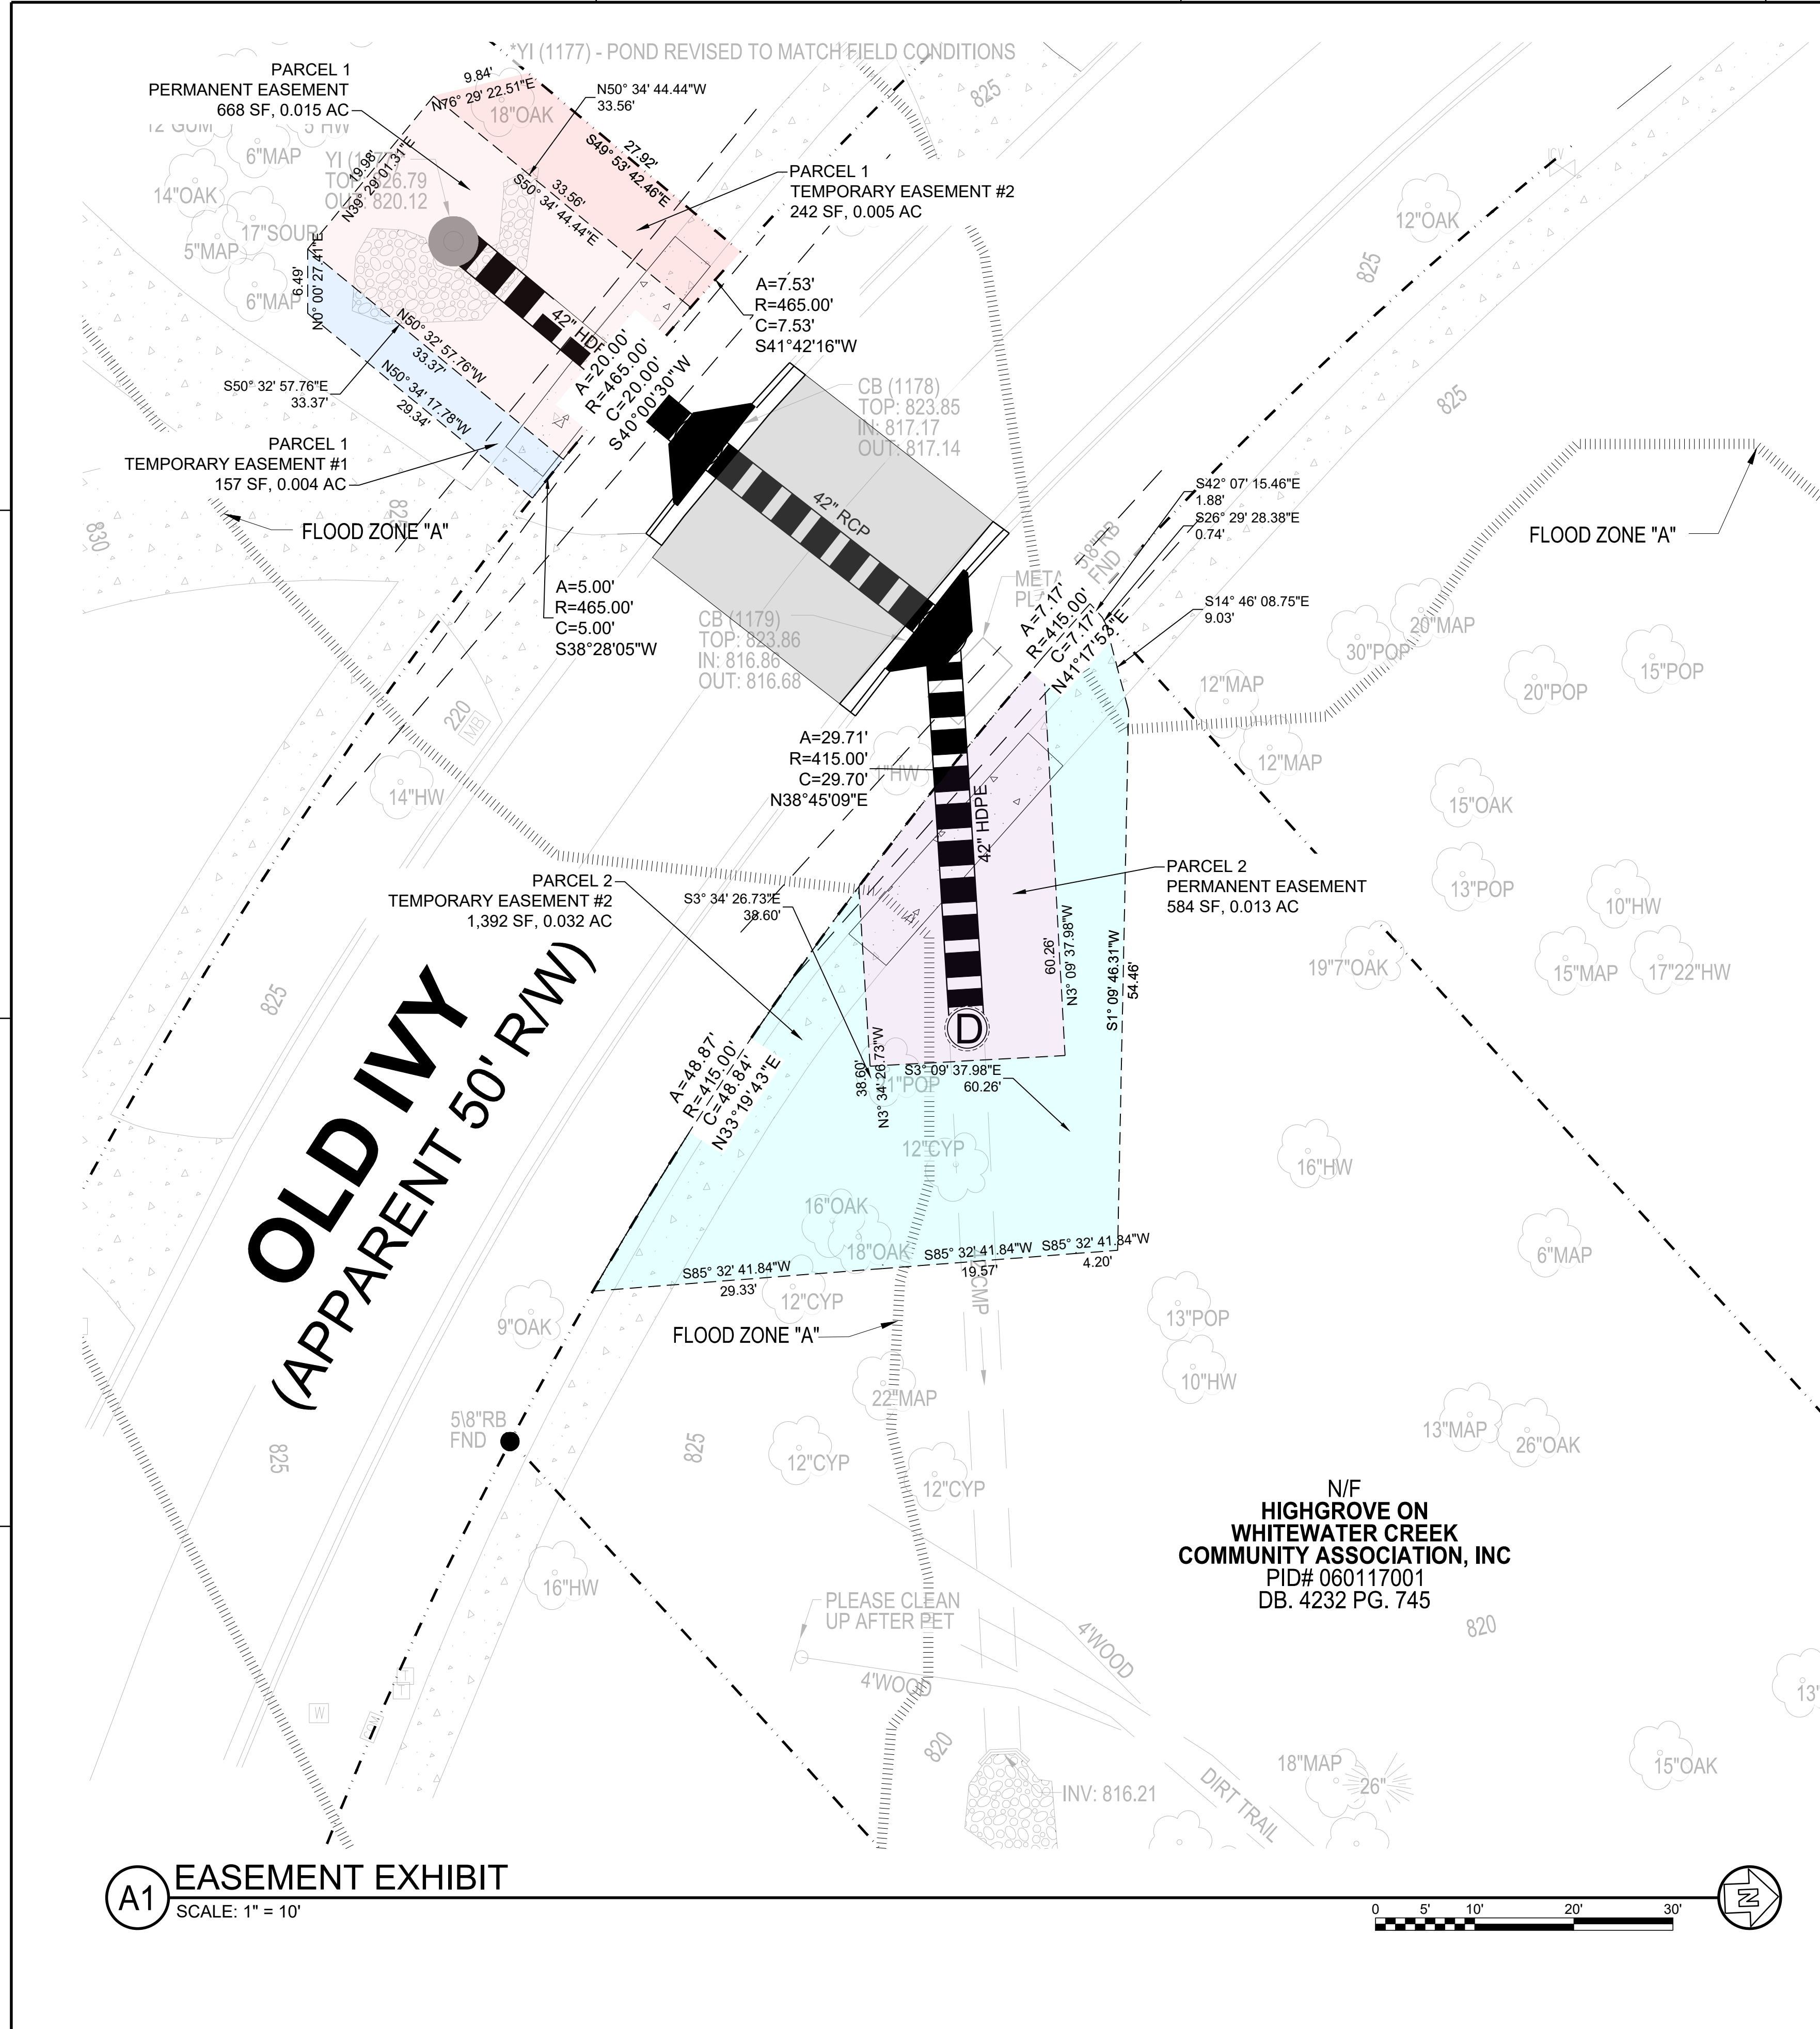 *YI (1177) - POND REVISED TO MATCH FIELD CONDITIONS
PARCEL 1
PERMANENT EASEMENT
668 SF, 0.015 AC
9.84'
N76° 29' 22.51"E
18"OAK
N50° 34' 44.44"W
33.56'
825
12"GUM
5"HW
6"MAP
14"OAK
17"SOUR
5"MAP
6"MAP
TOP: 826.79
OUT: 820.12
19.98'
N39° 29' 01.31"E
27.92'
S49° 53' 42.46"E
33.56'
S50° 34' 44.44"E
PARCEL 1
TEMPORARY EASEMENT #2
242 SF, 0.005 AC
12"OAK
825
6.49'
N0° 00' 27.41"E
N50° 32' 57.76"W
33.37'
N50° 34' 17.78"W
29.34'
S50° 32' 57.76"E
33.37'
42"
A=20.00'
R=465.00'
C=20.00'
S40°00'30"W
A=7.53'
R=465.00'
C=7.53'
S41°42'16"W
CB (1178)
TOP: 823.85
IN: 817.17
OUT: 817.14
825
PARCEL 1
TEMPORARY EASEMENT #1
157 SF, 0.004 AC
830
825
FLOOD ZONE "A"
42" RCP
S42° 07' 15.46"E
1.88'
S26° 29' 28.38"E
0.74'
5\8"RB
FND
FLOOD ZONE "A"
A=5.00'
R=465.00'
C=5.00'
S38°28'05"W
CB (1179)
TOP: 823.86
IN: 816.86
OUT: 816.68
A=7.17'
R=415.00'
C=7.17'
N41°17'53"E
S14° 46' 08.75"E
9.03'
20"MAP
30"POP
15"POP
20"POP
12"MAP
12"MAP
220
MB
14"HW
A=29.71'
R=415.00'
C=29.70'
N38°45'09"E
42" HDPE
15"OAK
13"POP
10"HW
PARCEL 2
TEMPORARY EASEMENT #2
1,392 SF, 0.032 AC
S3° 34' 26.73"E
38.60'
PARCEL 2
PERMANENT EASEMENT
584 SF, 0.013 AC
60.26'
N3° 09' 37.98"W
S1° 09' 46.31"W
54.46'
19"7"OAK
15"MAP
17"22"HW
825
OLD IVY
(APPARENT 50' R/W)
A=48.87'
R=415.00'
C=48.84'
N33°19'43"E
D
38.60'
N3° 34' 26.73"W
S3° 09' 37.98"E
60.26'
12"CYP
16"OAK
18"OAK
16"HW
6"MAP
S85° 32' 41.84"W
29.33'
S85° 32' 41.84"W
19.57'
S85° 32' 41.84"W
4.20'
12"CYP
9"OAK
FLOOD ZONE "A"
13"POP
10"HW
22"MAP
5\8"RB
FND
825
825
12"CYP
12"CYP
13"MAP
26"OAK
N/F
HIGHGROVE ON
WHITEWATER CREEK
COMMUNITY ASSOCIATION, INC
PID# 060117001
DB. 4232 PG. 745
16"HW
PLEASE CLEAN
UP AFTER PET
4'WOOD
4'WOOD
820
W
T
820
INV: 816.21
DIRT TRAIL
18"MAP
26"
15"OAK
A1
EASEMENT EXHIBIT
SCALE: 1" = 10'
0 5' 10' 20' 30'
N